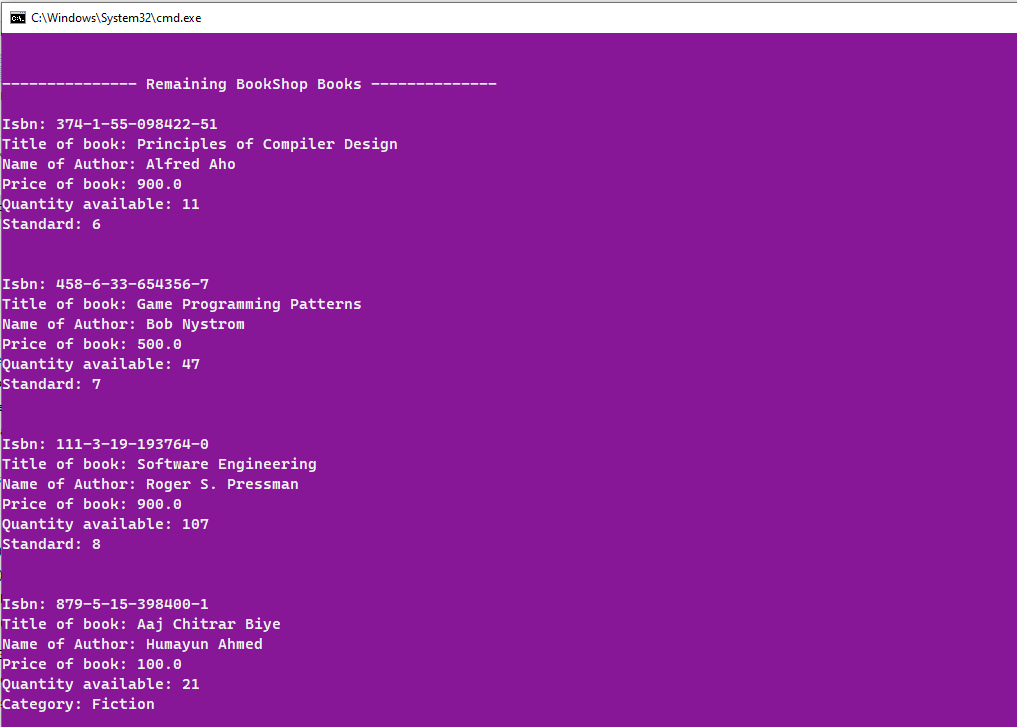 C:\Windows\System32\cmd.exe
--------------- Remaining BookShop Books --------------
Isbn: 374-1-55-098422-51
Title of book: Principles of Compiler Design
Name of Author: Alfred Aho
Price of book: 900.0
Quantity available: 11
Standard: 6
Isbn: 458-6-33-654356-7
Title of book: Game Programming Patterns
Name of Author: Bob Nystrom
Price of book: 500.0
Quantity available: 47
Standard: 7
Isbn: 111-3-19-193764-0
Title of book: Software Engineering
Name of Author: Roger S. Pressman
Price of book: 900.0
Quantity available: 107
Standard: 8
Isbn: 879-5-15-398400-1
Title of book: Aaj Chitrar Biye
Name of Author: Humayun Ahmed
Price of book: 100.0
Quantity available: 21
Category: Fiction